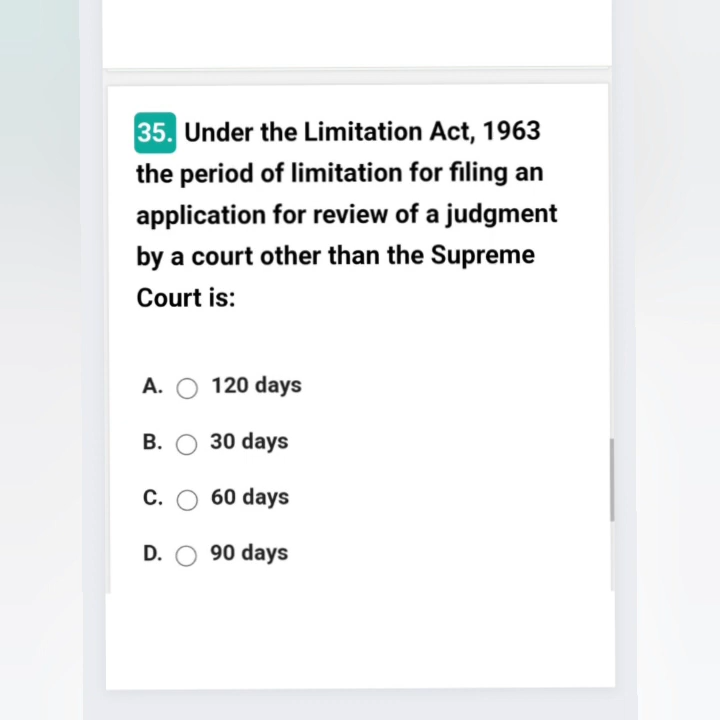 35. Under the Limitation Act, 1963
the period of limitation for filing an
application for review of a judgment
by a court other than the Supreme
Court is:
A. 120 days
B. 30 days
C. 60 days
D. 90 days